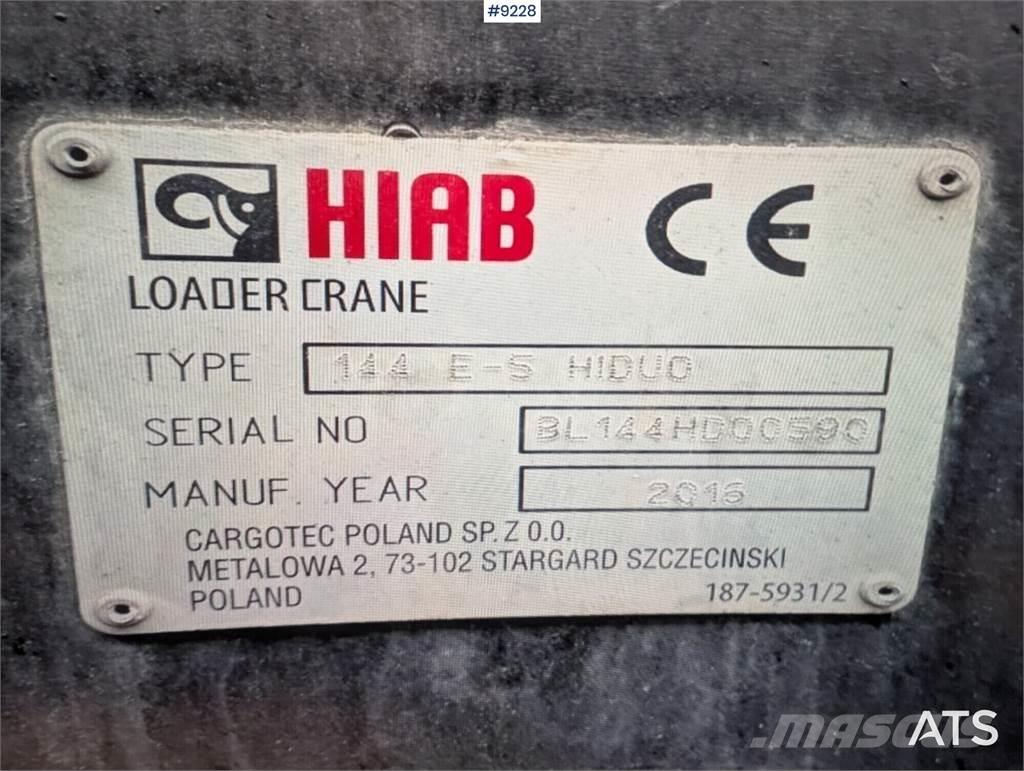 #9228
HIAB CE
LOADER CRANE
TYPE 144 E-5 HIDUO
SERIAL NO BL144HD00590
MANUF. YEAR 2016
CARGOTEC POLAND SP. Z O.O.
METALOWA 2, 73-102 STARGARD SZCZECINSKI
POLAND 187-5931/2
MASCUS
ATS